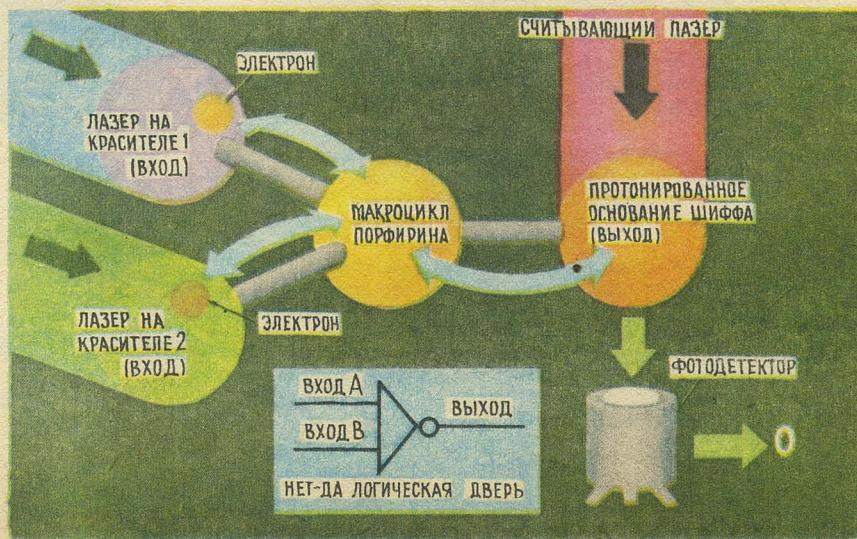 СЧИТЫВАЮЩИЙ ЛАЗЕР
ЭЛЕКТРОН
ЛАЗЕР НА
КРАСИТЕЛЕ 1
(ВХОД)
МАКРОЦИКЛ
ПОРФИРИНА
ПРОТОНИРОВАННОЕ
ОСНОВАНИЕ ШИФФА
(ВЫХОД)
ЛАЗЕР НА
КРАСИТЕЛЕ 2
(ВХОД)
ЭЛЕКТРОН
ФОТОДЕТЕКТОР
0
ВХОД А
ВХОД В
ВЫХОД
НЕТ-ДА ЛОГИЧЕСКАЯ ДВЕРЬ